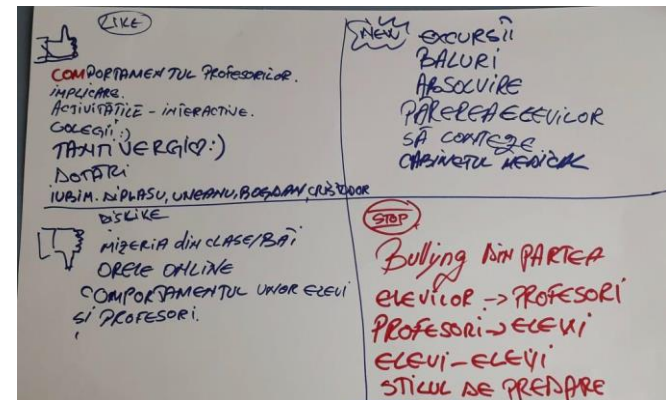 LIKE
COMPORTAMENTUL PROFESORILOR.
IMPLICARE.
ACTIVITĂȚILE - INTERACTIVE.
COLEGII :)
TANTI VERGI♡:)
DOTĂRI
IUBIM. DIPLASU, UNEANU, BOGDAN,
DISLIKE
MIZERIA din CLASE/BĂI
ORELE ONLINE
COMPORTAMENTUL UNOR ELEVI
ȘI PROFESORI.
NEW
EXCURSII
BALURI
ABSOLVIRE
PĂREREA ELEVILOR
SĂ CONTEZE
CABINETUL MEDICAL
STOP
Bullying DIN PARTEA
ELEVILOR -> PROFESORI
PROFESORI -> ELEVI
ELEVI - ELEVI
STILUL DE PREDARE